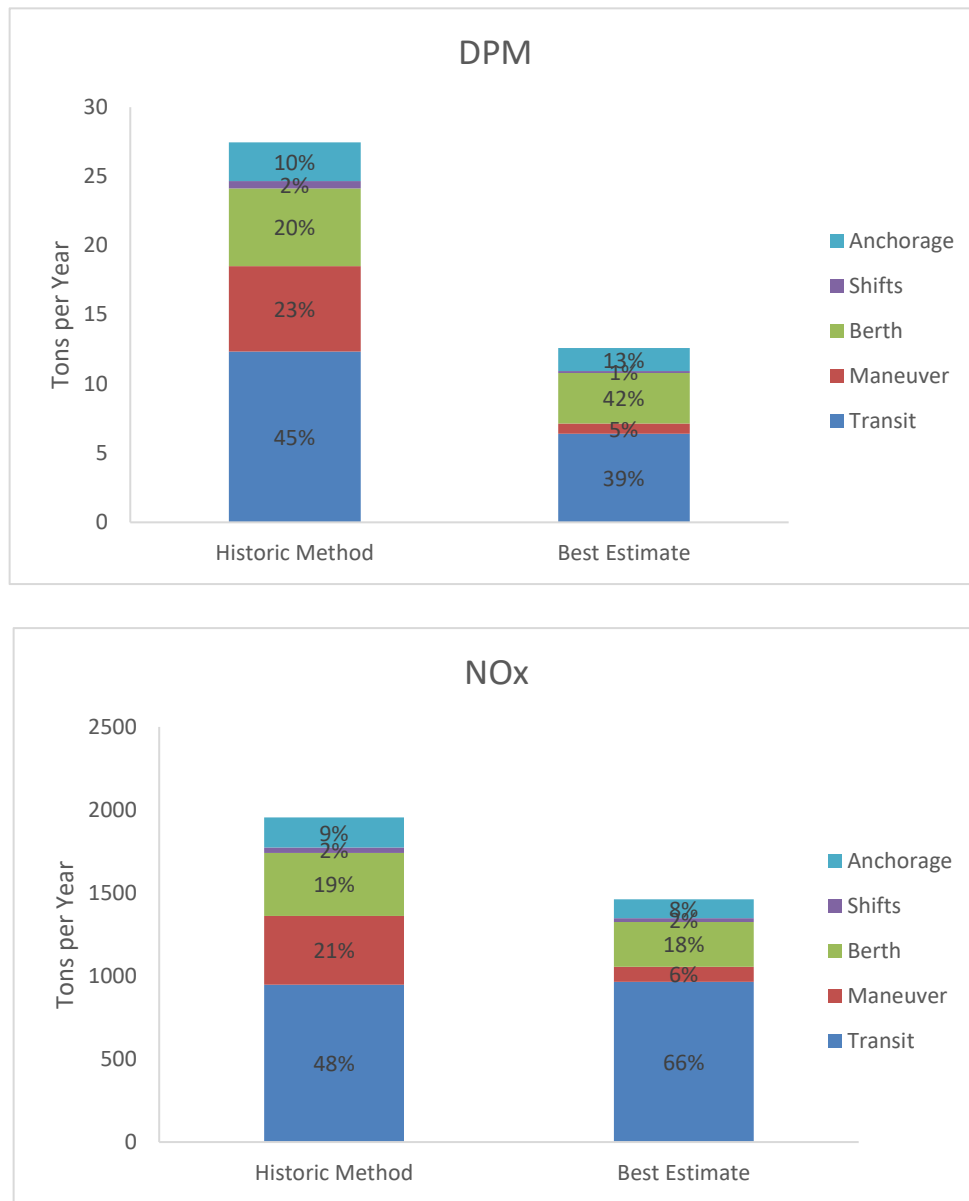 DPM
30
25
20
15
10
5
0
Tons per Year
10%
2%
20%
23%
45%
13%
1%
42%
5%
39%
Historic Method
Best Estimate
Anchorage
Shifts
Berth
Maneuver
Transit
NOx
2500
2000
1500
1000
500
0
Tons per Year
9%
2%
19%
21%
48%
8%
2%
18%
6%
66%
Historic Method
Best Estimate
Anchorage
Shifts
Berth
Maneuver
Transit